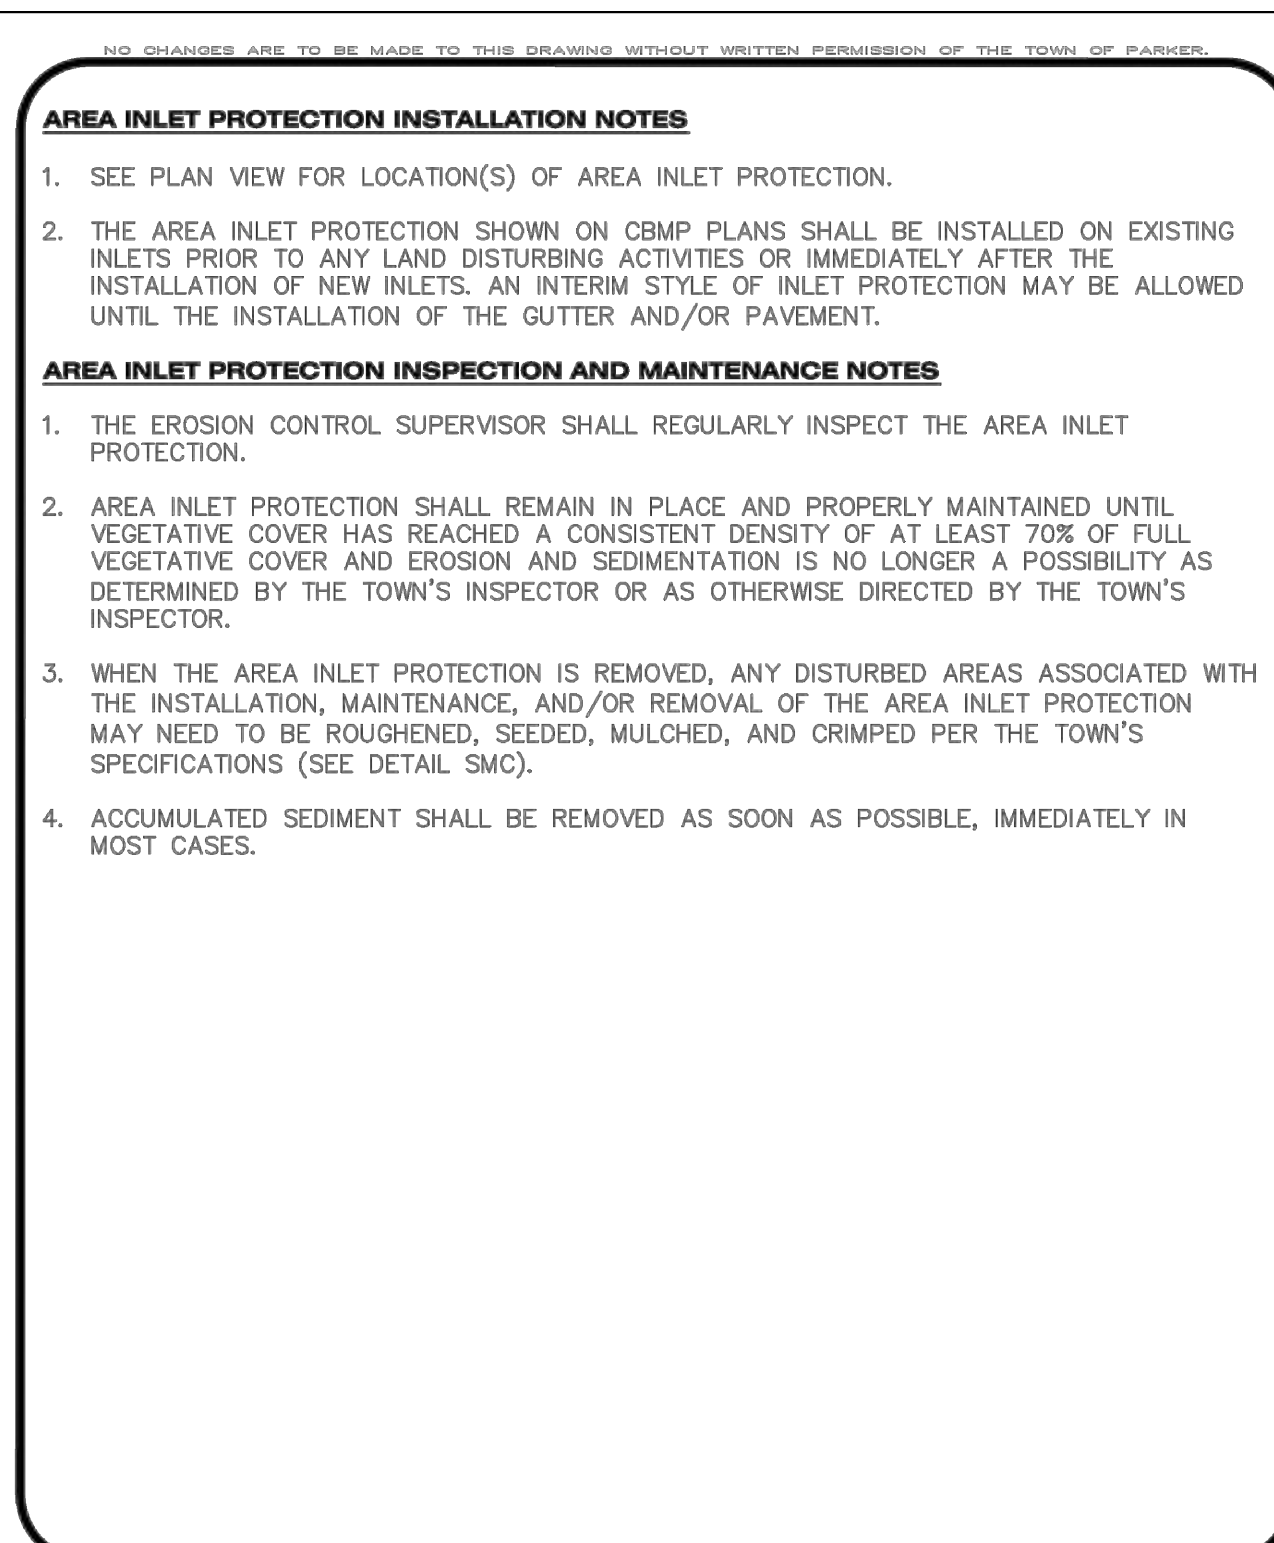 NO CHANGES ARE TO BE MADE TO THIS DRAWING WITHOUT WRITTEN PERMISSION OF THE TOWN OF PARKER.
AREA INLET PROTECTION INSTALLATION NOTES
1. SEE PLAN VIEW FOR LOCATION(S) OF AREA INLET PROTECTION.
2. THE AREA INLET PROTECTION SHOWN ON CBMP PLANS SHALL BE INSTALLED ON EXISTING
INLETS PRIOR TO ANY LAND DISTURBING ACTIVITIES OR IMMEDIATELY AFTER THE
INSTALLATION OF NEW INLETS. AN INTERIM STYLE OF INLET PROTECTION MAY BE ALLOWED
UNTIL THE INSTALLATION OF THE GUTTER AND/OR PAVEMENT.
AREA INLET PROTECTION INSPECTION AND MAINTENANCE NOTES
1. THE EROSION CONTROL SUPERVISOR SHALL REGULARLY INSPECT THE AREA INLET
PROTECTION.
2. AREA INLET PROTECTION SHALL REMAIN IN PLACE AND PROPERLY MAINTAINED UNTIL
VEGETATIVE COVER HAS REACHED A CONSISTENT DENSITY OF AT LEAST 70% OF FULL
VEGETATIVE COVER AND EROSION AND SEDIMENTATION IS NO LONGER A POSSIBILITY AS
DETERMINED BY THE TOWN'S INSPECTOR OR AS OTHERWISE DIRECTED BY THE TOWN'S
INSPECTOR.
3. WHEN THE AREA INLET PROTECTION IS REMOVED, ANY DISTURBED AREAS ASSOCIATED WITH
THE INSTALLATION, MAINTENANCE, AND/OR REMOVAL OF THE AREA INLET PROTECTION
MAY NEED TO BE ROUGHENED, SEEDED, MULCHED, AND CRIMPED PER THE TOWN'S
SPECIFICATIONS (SEE DETAIL SMC).
4. ACCUMULATED SEDIMENT SHALL BE REMOVED AS SOON AS POSSIBLE, IMMEDIATELY IN
MOST CASES.